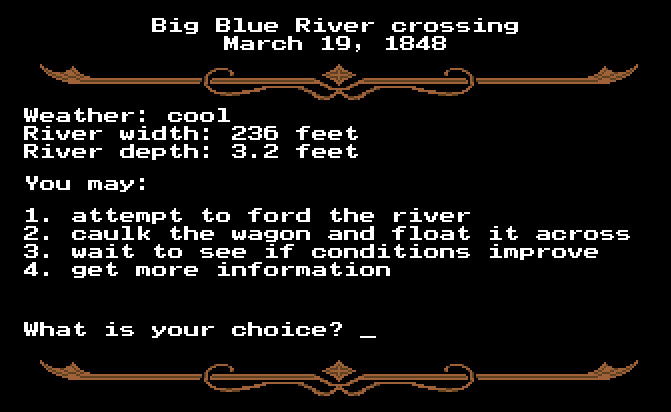 Big Blue River crossing
March 19, 1848
Weather: cool
River width: 236 feet
River depth: 3.2 feet
You may:
1. attempt to ford the river
2. caulk the wagon and float it across
3. wait to see if conditions improve
4. get more information
What is your choice? _